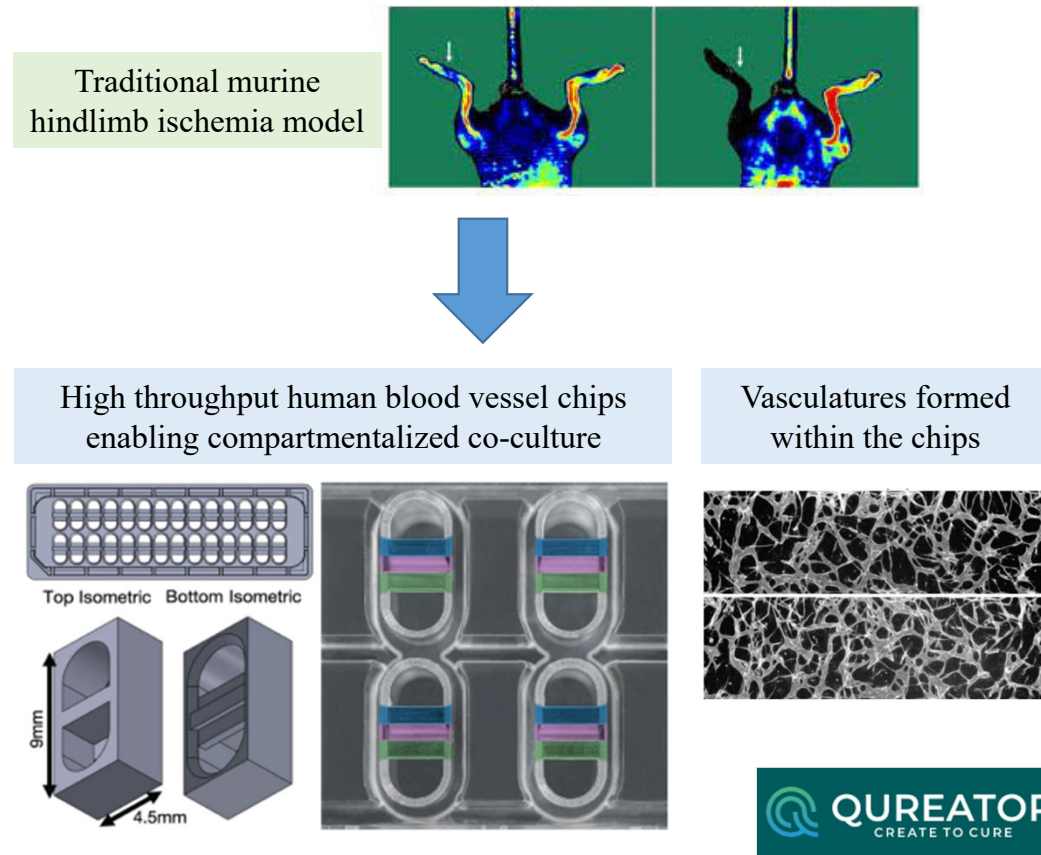 Traditional murine
hindlimb ischemia model
High throughput human blood vessel chips
enabling compartmentalized co-culture
Vasculatures formed
within the chips
Top Isometric Bottom Isometric
9mm
4.5mm
QUREATOR
CREATE TO CURE